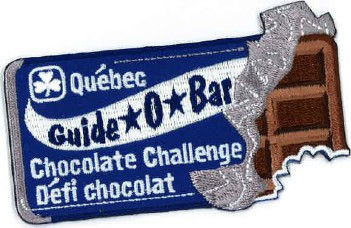 Québec
Guide★O★Bar
Chocolate Challenge
Défi chocolat